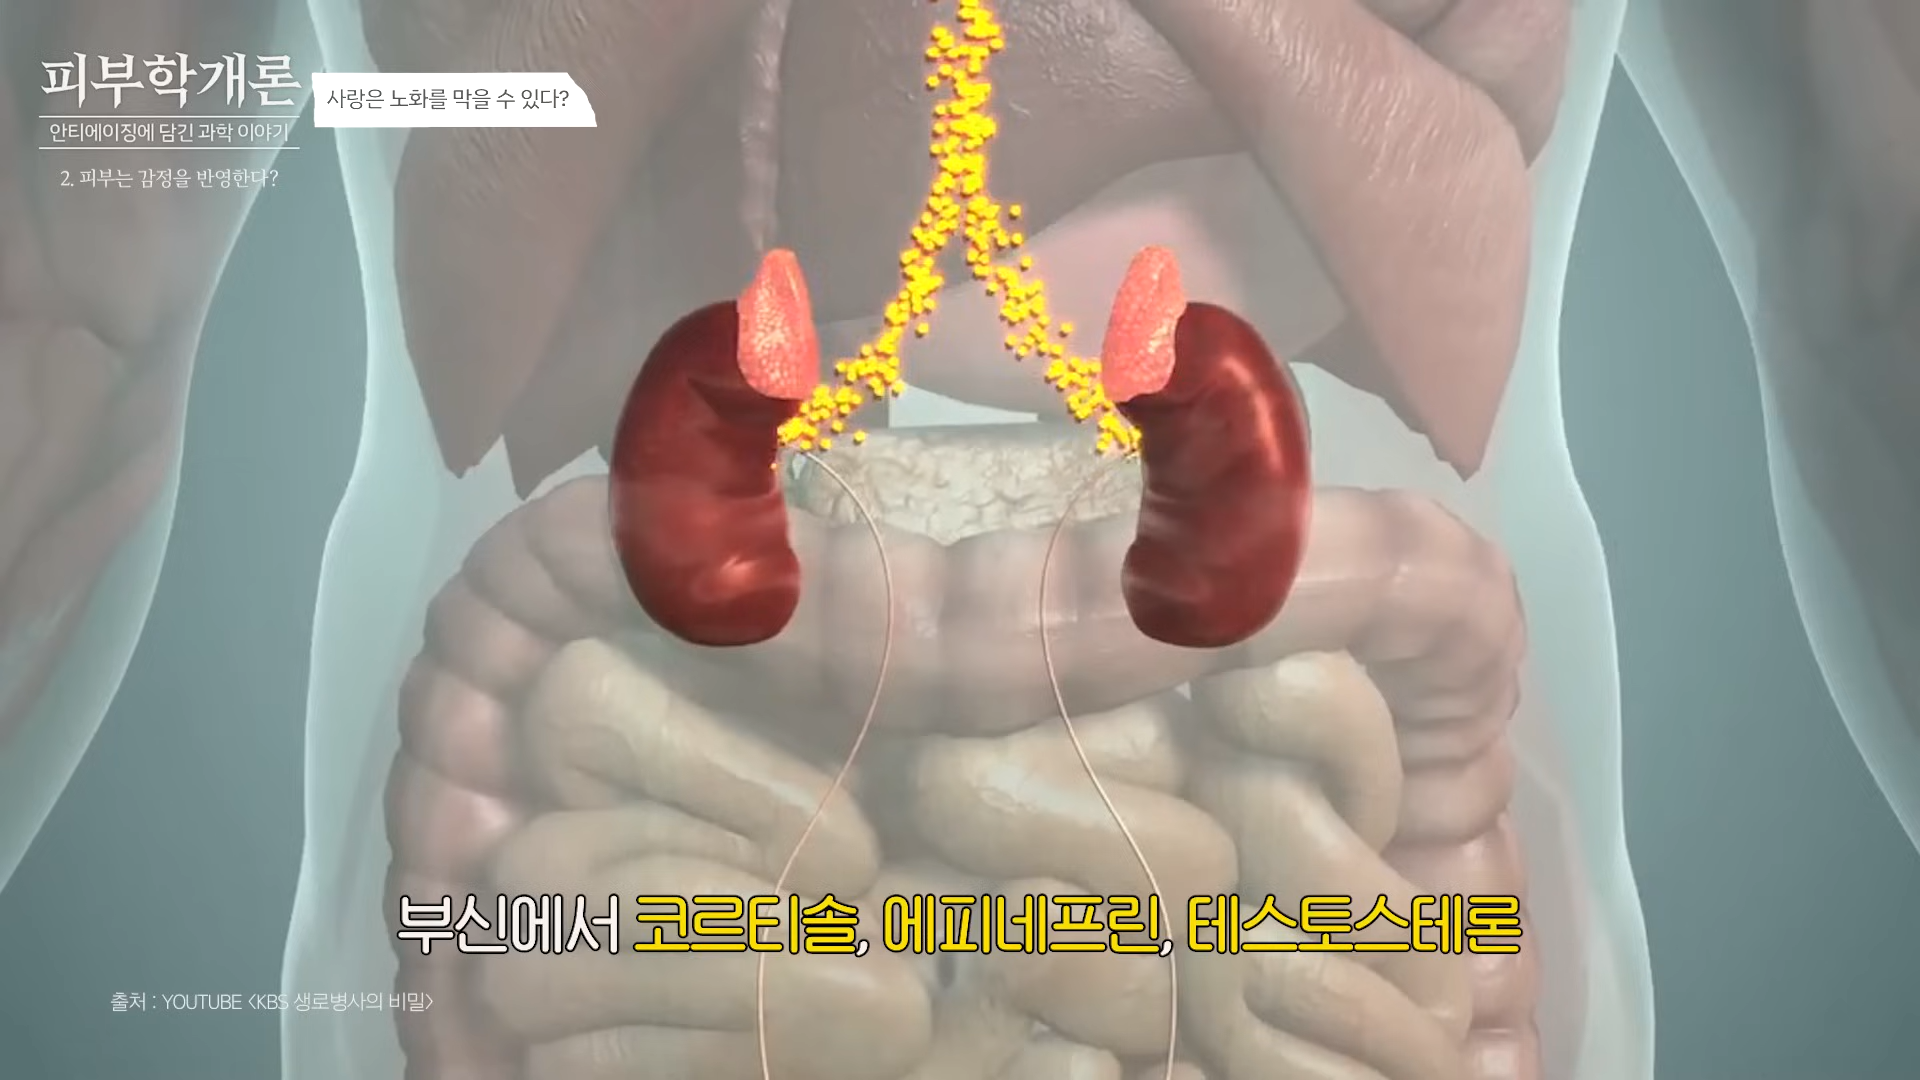 피부학개론
안티에이징에 담긴 과학 이야기
2. 피부는 감정을 반영한다?
사랑은 노화를 막을 수 있다?
부신에서 코르티솔, 에피네프린, 테스토스테론
출처 : YOUTUBE <KBS 생로병사의 비밀>